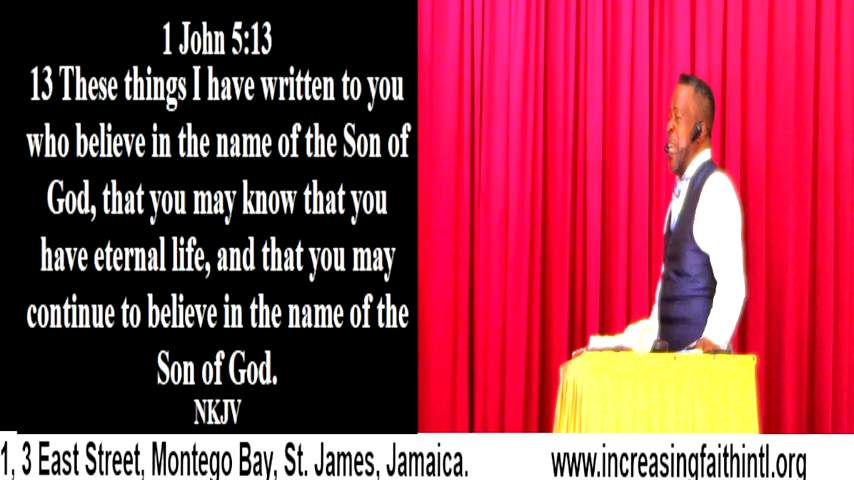 1 John 5:13
13 These things I have written to you
who believe in the name of the Son of
God, that you may know that you
have eternal life, and that you may
continue to believe in the name of the
Son of God.
NKJV
1, 3 East Street, Montego Bay, St. James, Jamaica.
www.increasingfaithintl.org